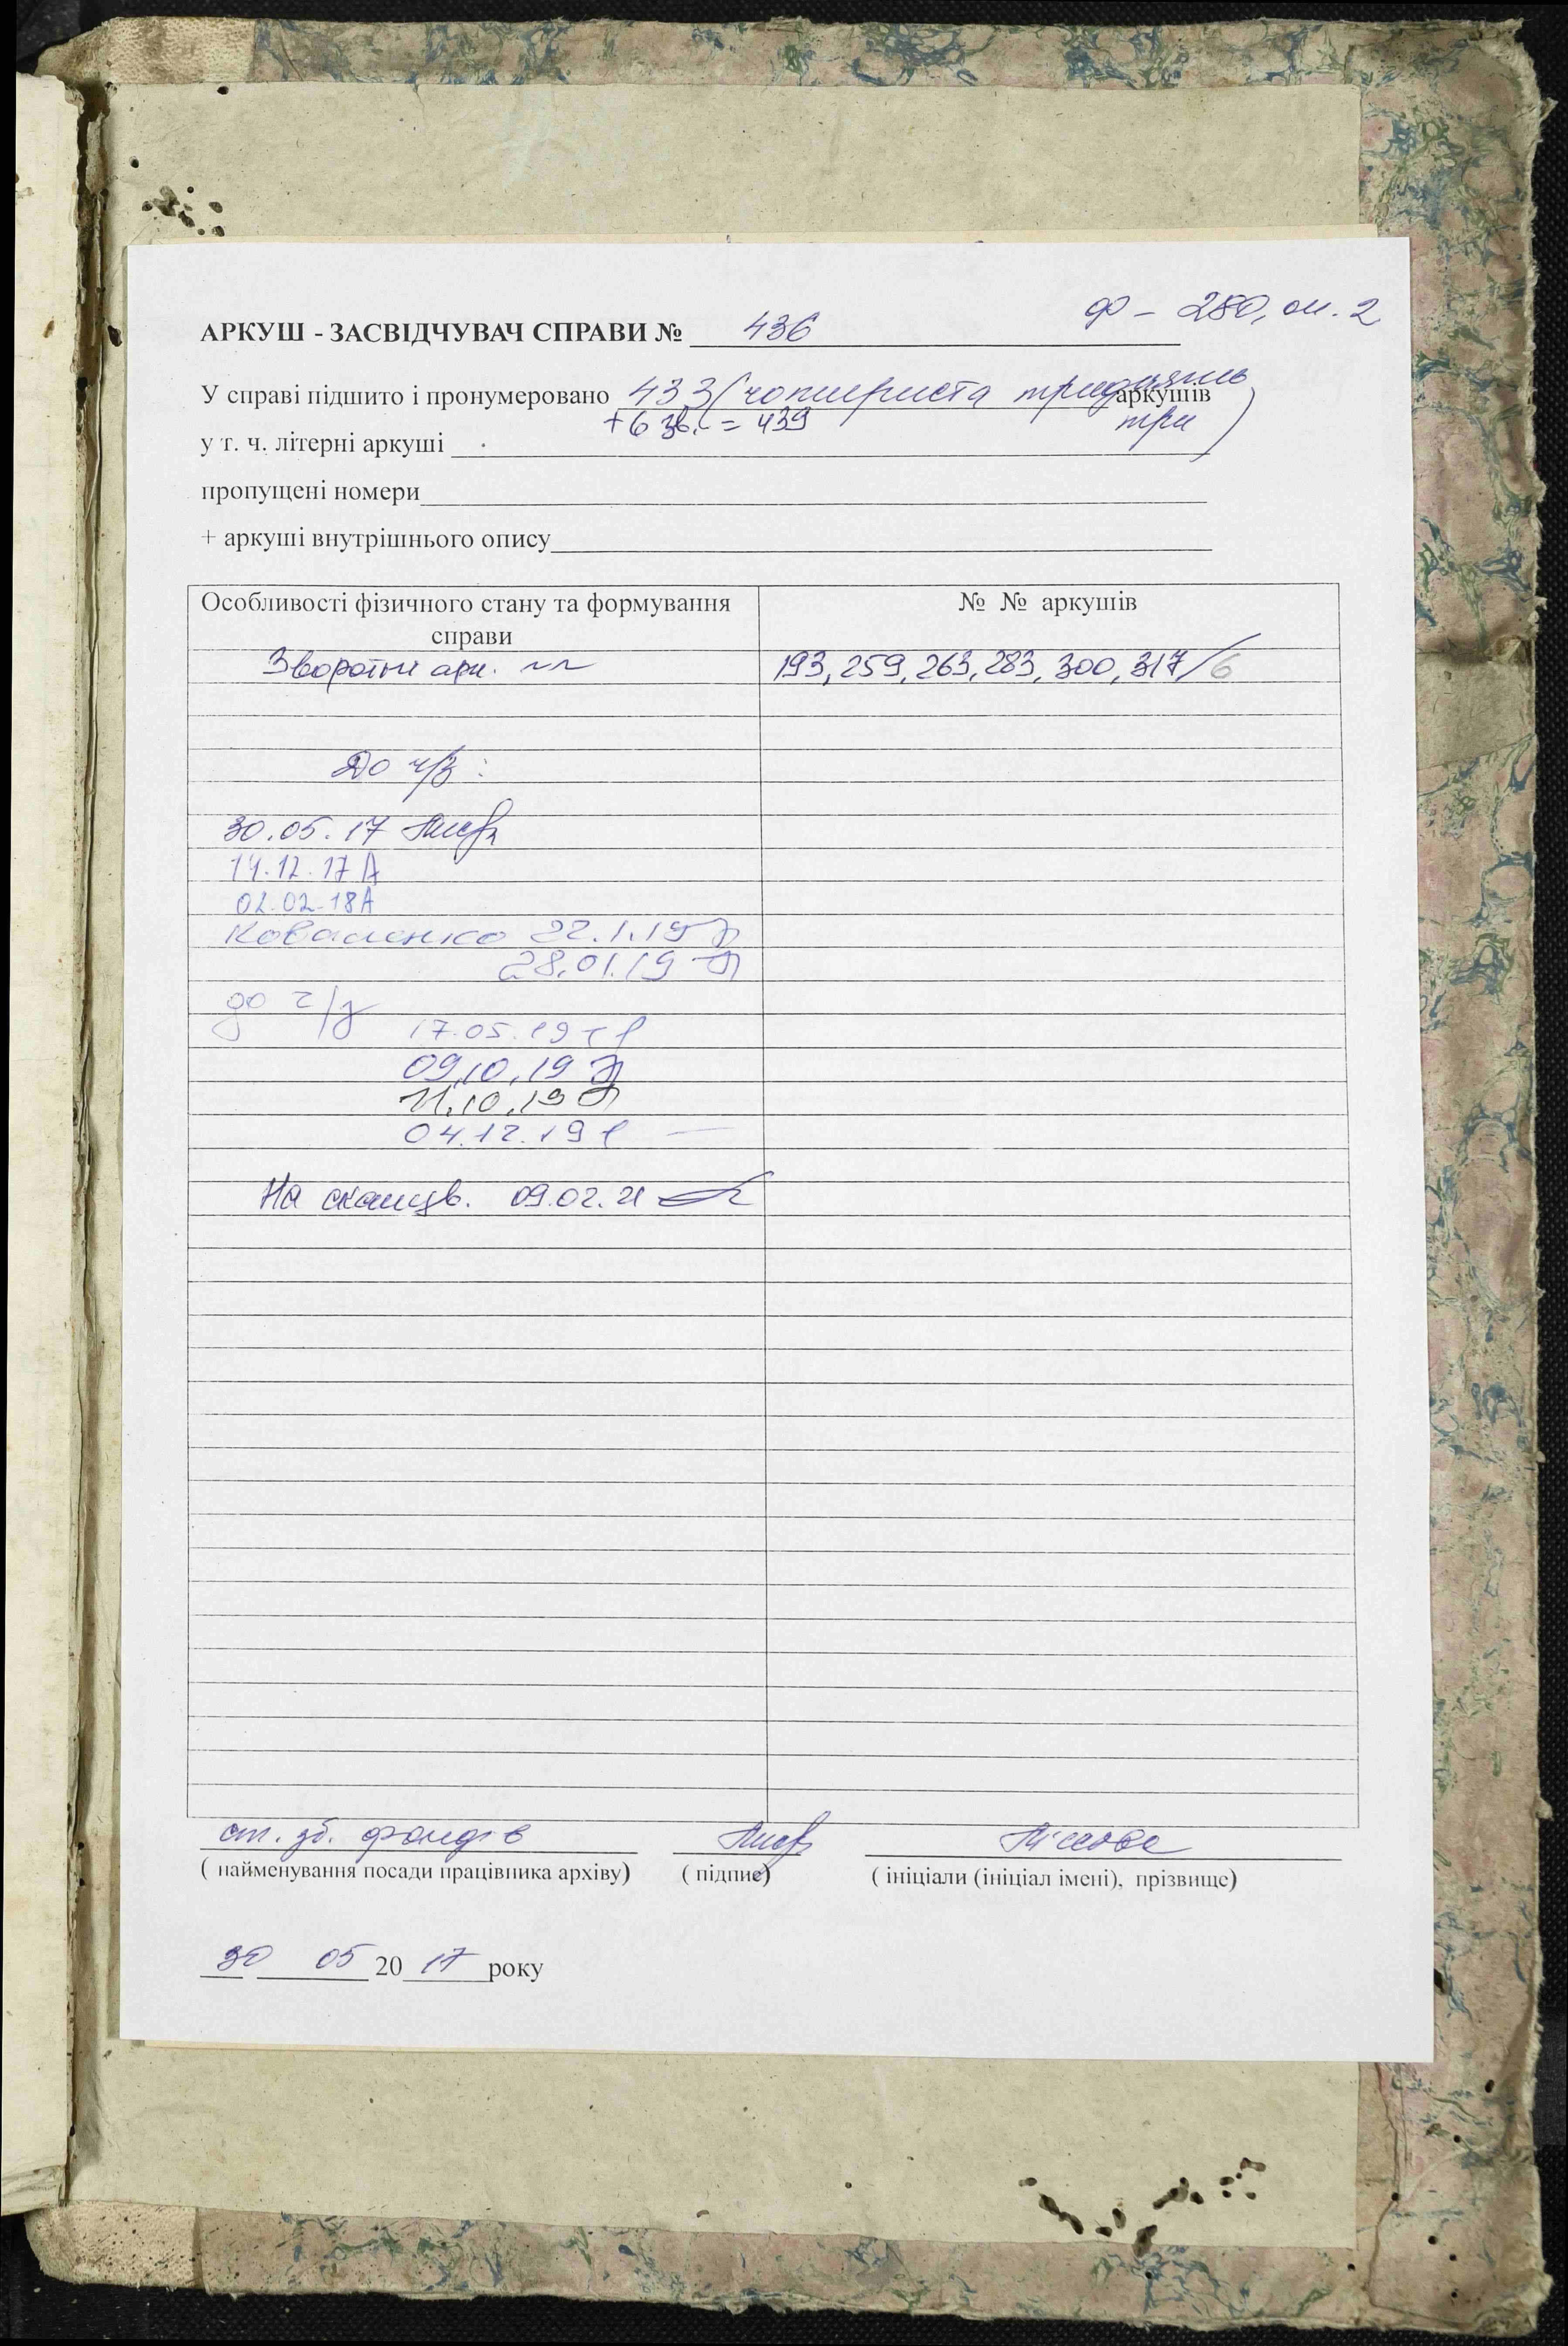 ф – 280, оп. 2
АРКУШ - ЗАСВІДЧУВАЧ СПРАВИ № 436
У справі підшито і пронумеровано 433 (чотириста тридцять аркушів
+6 зв. = 439 три)
у т. ч. літерні аркуші
пропущені номери
+ аркуші внутрішнього опису
Особливості фізичного стану та формування справи
№ № аркушів
Зворотні арк.
193, 259, 263, 283, 300, 317/6
До ч/з :
30.05.17
14.12.17 А
02.02.18 А
Коваленко 22.1.19
28.01.19
до ч/з
17.05.19
09.10.19
11.10.19
04.12.19
На сканув. 09.02.21
ст. зб. фондів
( найменування посади працівника архіву) ( підпис) ( ініціали (ініціал імені), прізвище)
30 05 2017 року